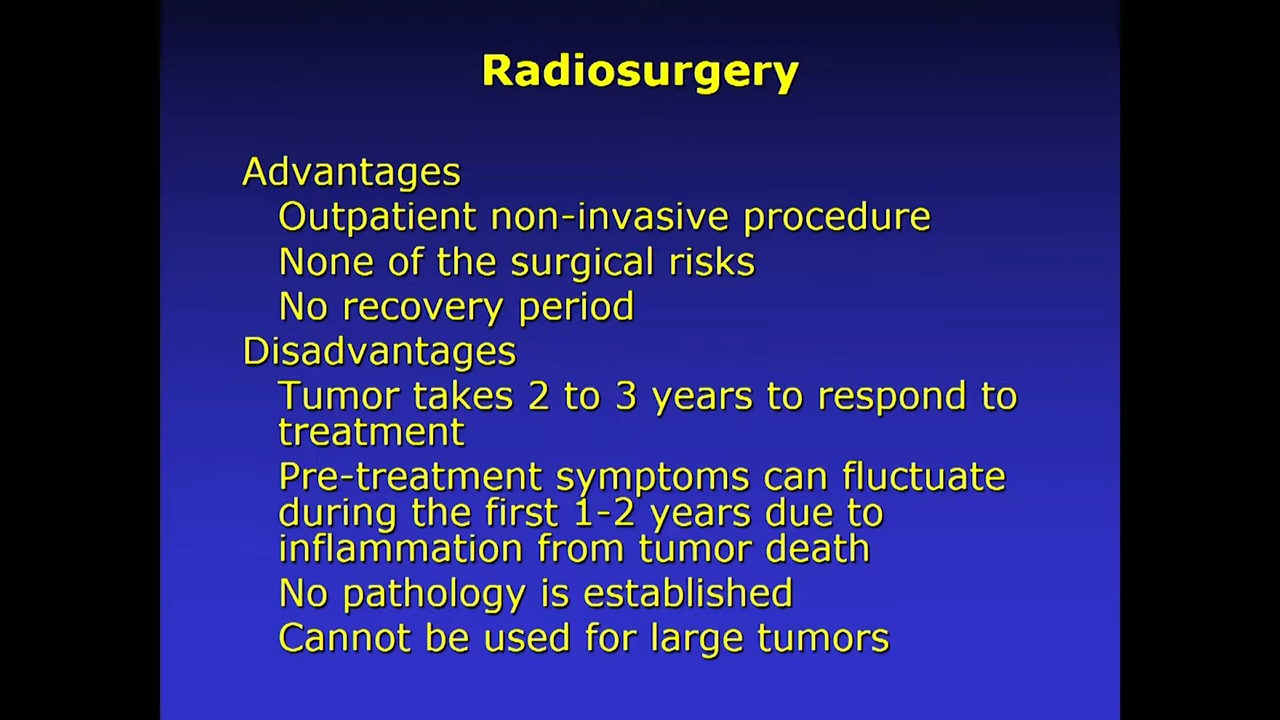 Radiosurgery
Advantages
Outpatient non-invasive procedure
None of the surgical risks
No recovery period
Disadvantages
Tumor takes 2 to 3 years to respond to
treatment
Pre-treatment symptoms can fluctuate
during the first 1-2 years due to
inflammation from tumor death
No pathology is established
Cannot be used for large tumors